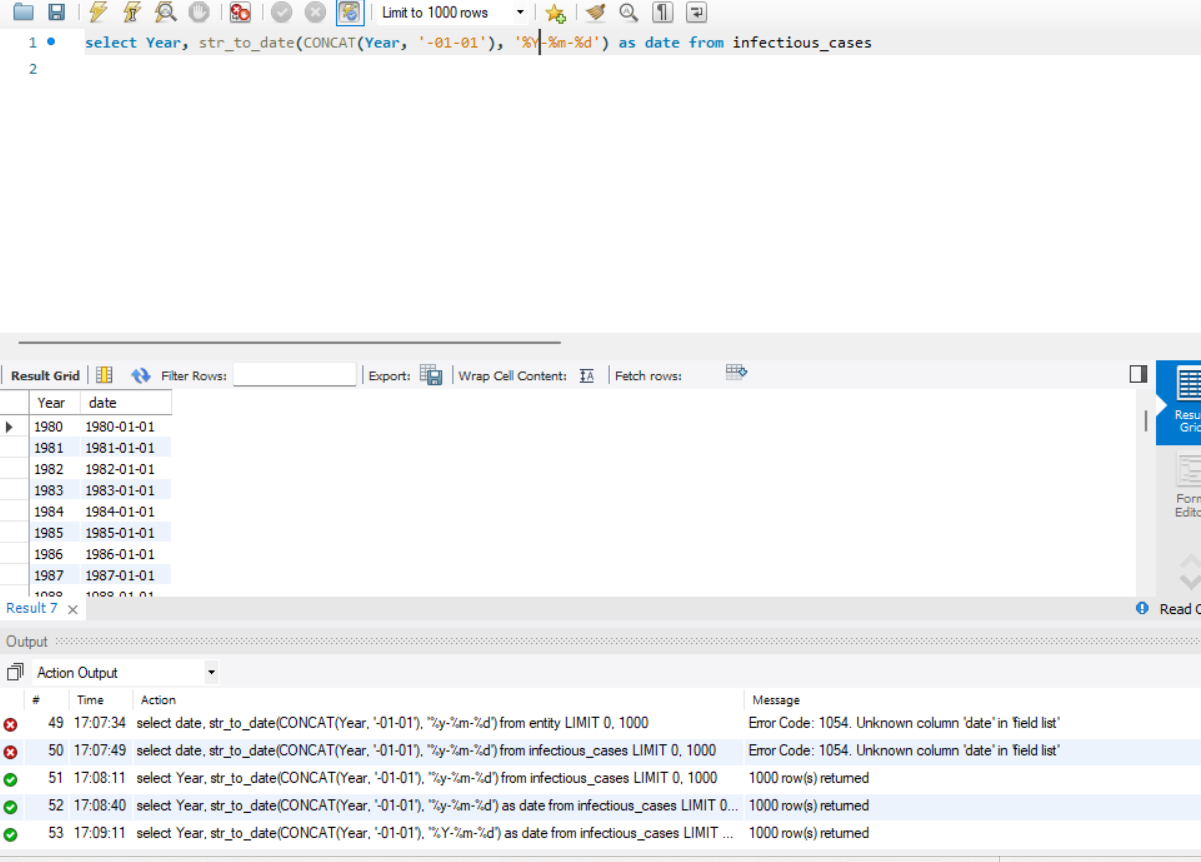 Limit to 1000 rows
1 select Year, str_to_date(CONCAT(Year, '-01-01'), '%Y-%m-%d') as date from infectious_cases
2
Result Grid Filter Rows: Export: Wrap Cell Content: Fetch rows:
Year date
1980 1980-01-01
1981 1981-01-01
1982 1982-01-01
1983 1983-01-01
1984 1984-01-01
1985 1985-01-01
1986 1986-01-01
1987 1987-01-01
1988 1988-01-01
Resu
Grid
Form
Edito
Result 7 Read O
Output
Action Output
# Time Action Message
49 17:07:34 select date, str_to_date(CONCAT(Year, '-01-01'), '%y-%m-%d') from entity LIMIT 0, 1000 Error Code: 1054. Unknown column 'date' in 'field list'
50 17:07:49 select date, str_to_date(CONCAT(Year, '-01-01'), '%y-%m-%d') from infectious_cases LIMIT 0, 1000 Error Code: 1054. Unknown column 'date' in 'field list'
51 17:08:11 select Year, str_to_date(CONCAT(Year, '-01-01'), '%y-%m-%d') from infectious_cases LIMIT 0, 1000 1000 row(s) returned
52 17:08:40 select Year, str_to_date(CONCAT(Year, '-01-01'), '%y-%m-%d') as date from infectious_cases LIMIT 0... 1000 row(s) returned
53 17:09:11 select Year, str_to_date(CONCAT(Year, '-01-01'), '%Y-%m-%d') as date from infectious_cases LIMIT ... 1000 row(s) returned